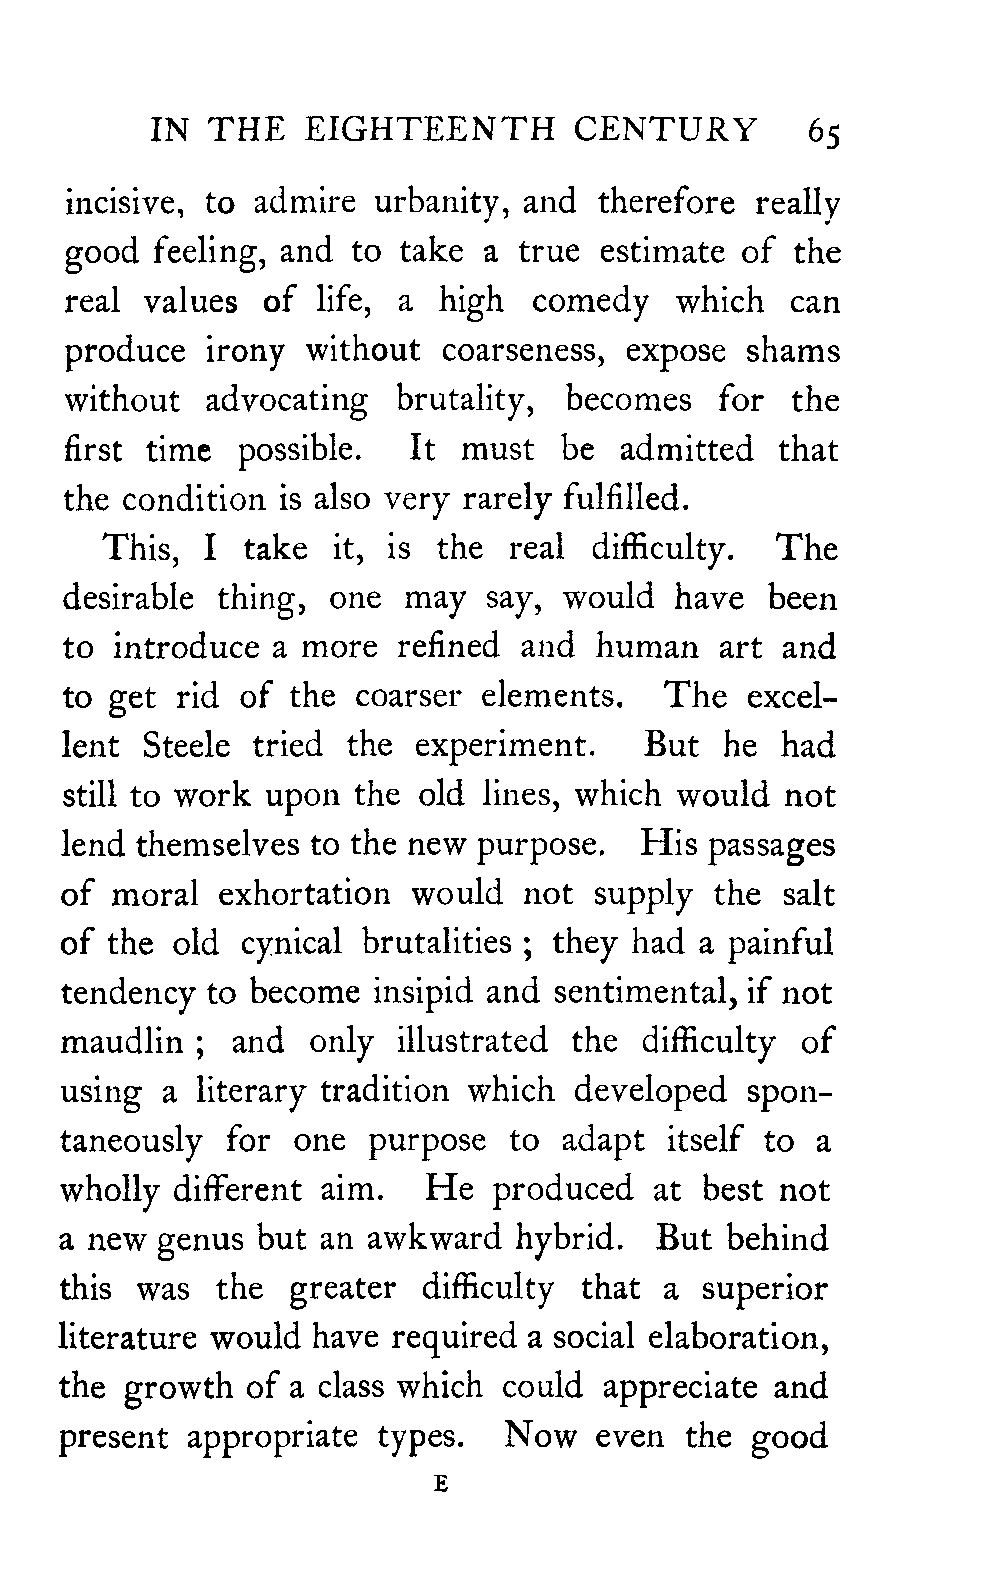 IN THE EIGHTEENTH CENTURY 65
incisive, to admire urbanity, and therefore really
good feeling, and to take a true estimate of the
real values of life, a high comedy which can
produce irony without coarseness, expose shams
without advocating brutality, becomes for the
first time possible. It must be admitted that
the condition is also very rarely fulfilled.
This, I take it, is the real difficulty. The
desirable thing, one may say, would have been
to introduce a more refined and human art and
to get rid of the coarser elements. The excel-
lent Steele tried the experiment. But he had
still to work upon the old lines, which would not
lend themselves to the new purpose. His passages
of moral exhortation would not supply the salt
of the old cynical brutalities ; they had a painful
tendency to become insipid and sentimental, if not
maudlin ; and only illustrated the difficulty of
using a literary tradition which developed spon-
taneously for one purpose to adapt itself to a
wholly different aim. He produced at best not
a new genus but an awkward hybrid. But behind
this was the greater difficulty that a superior
literature would have required a social elaboration,
the growth of a class which could appreciate and
present appropriate types. Now even the good
E